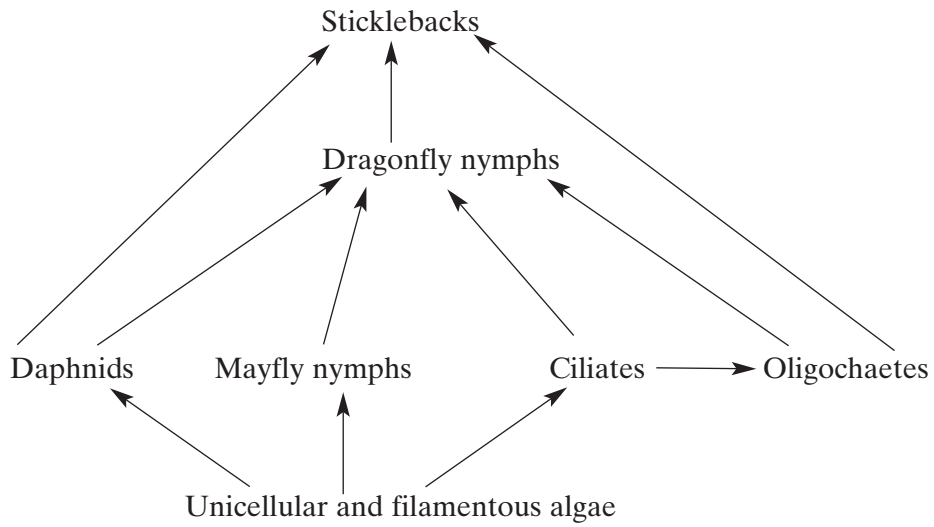 Sticklebacks
Dragonfly nymphs
Daphnids
Mayfly nymphs
Ciliates
Oligochaetes
Unicellular and filamentous algae